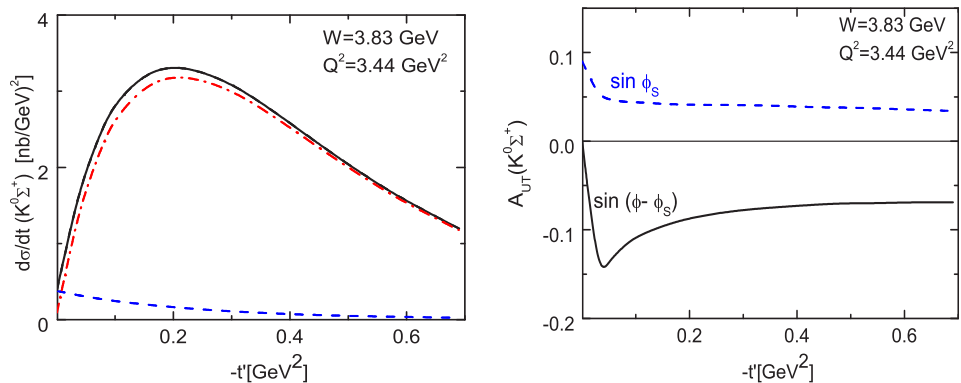 4
2
0
dσ/dt (K⁰Σ⁺) [nb/GeV)²]
W=3.83 GeV
Q²=3.44 GeV²
0.2
0.4
0.6
-t'[GeV²]
0.1
0.0
-0.1
-0.2
A_UT(K⁰Σ⁺)
W=3.83 GeV
Q²=3.44 GeV²
sin ϕ_S
sin (ϕ- ϕ_S)
0.2
0.4
0.6
-t'[GeV²]